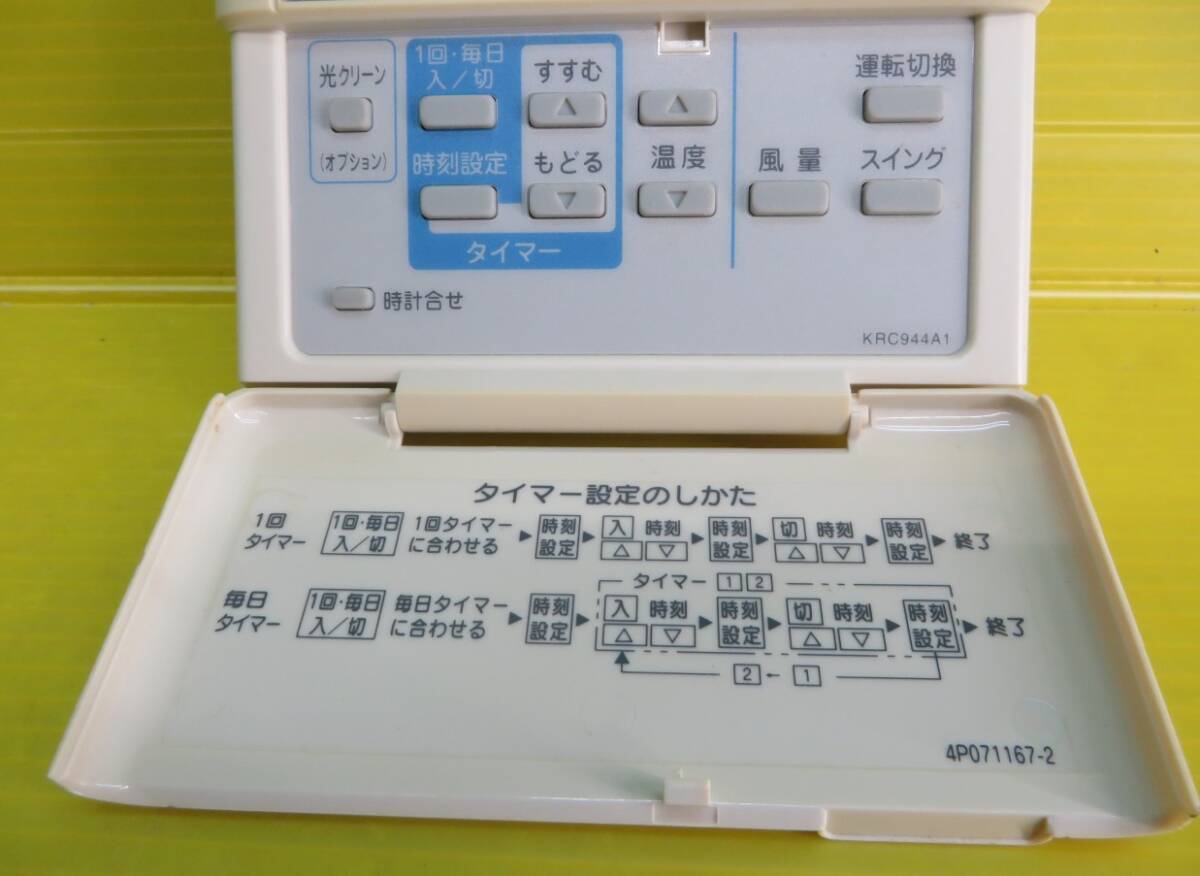 光クリーン
(オプション)
1回・毎日
入/切
すすむ
△
時刻設定
もどる
▽
タイマー
△
温度
▽
風量
運転切換
スイング
時計合せ
KRC944A1
タイマー設定のしかた
1回
タイマー
1回・毎日
入/切
1回タイマー
に合わせる
▶ 時刻
設定
▶ 入 時刻
△ ▽
▶ 時刻
設定
▶ 切 時刻
△ ▽
▶ 時刻
設定
▶ 終了
毎日
タイマー
1回・毎日
入/切
毎日タイマー
に合わせる
▶ 時刻
設定
▶ タイマー 1 2
入 時刻
△ ▽
▶ 時刻
設定
▶ 切 時刻
△ ▽
▶ 時刻
設定
▶ 終了
2 ← 1
4P071167-2